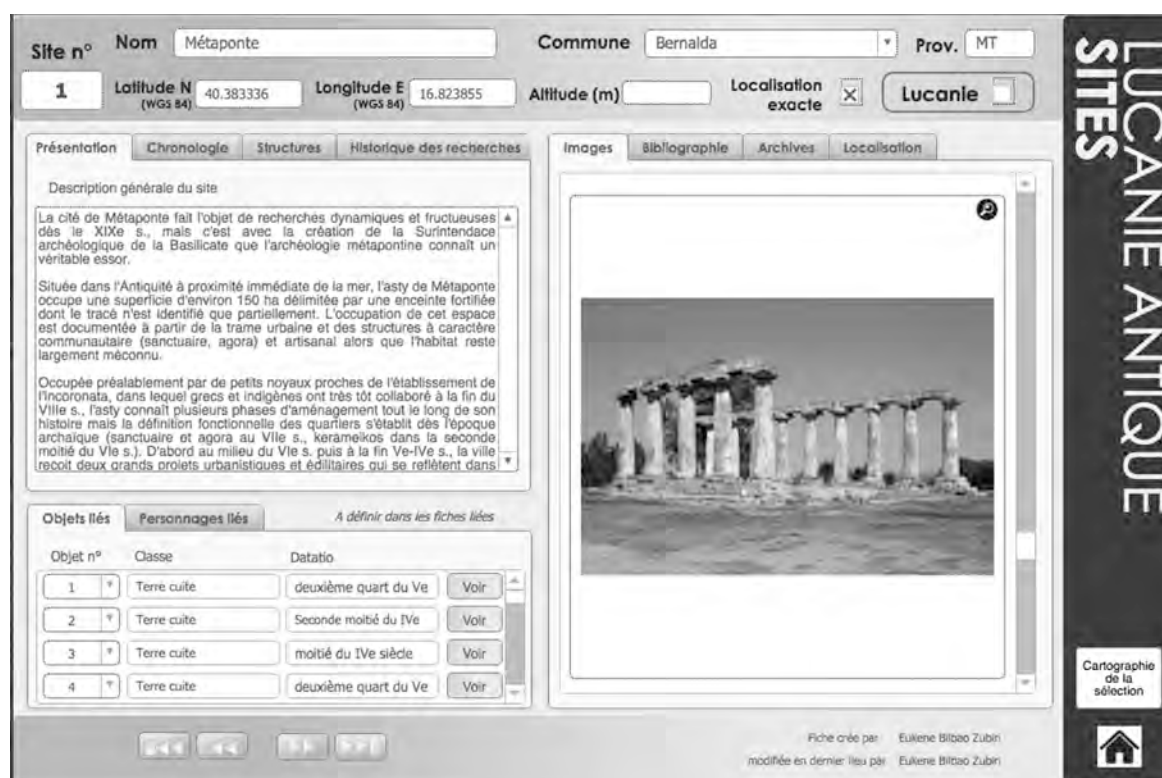 Site n°
Nom
Métaponte
Commune
Bernalda
Prov.
MT
1
Latitude N
(WGS 84)
40.383336
Longitude E
(WGS 84)
16.823855
Altitude (m)
Localisation
exacte
Lucanie
Présentation
Chronologie
Structures
Historique des recherches
Description générale du site
La cité de Métaponte fait l'objet de recherches dynamiques et fructueuses
dès le XIXe s., mais c'est avec la création de la Surintendace
archéologique de la Basilicate que l'archéologie métapontine connaît un
véritable essor.
Située dans l'Antiquité à proximité immédiate de la mer, l'asty de Métaponte
occupe une superficie d'environ 150 ha délimitée par une enceinte fortifiée
dont le tracé n'est identifié que partiellement. L'occupation de cet espace
est documentée à partir de la trame urbaine et des structures à caractère
communautaire (sanctuaire, agora) et artisanal alors que l'habitat reste
largement méconnu.
Occupée préalablement par de petits noyaux proches de l'établissement de
l'Incoronata, dans lequel grecs et indigènes ont très tôt collaboré à la fin du
VIIIe s., l'asty connaît plusieurs phases d'aménagement tout le long de son
histoire mais la définition fonctionnelle des quartiers s'établit dès l'époque
archaïque (sanctuaire et agora au VIIe s., kerameikos dans la seconde
moitié du VIe s.). D'abord au milieu du VIe s. puis à la fin Ve-IVe s., la ville
reçoit deux grands projets urbanistiques et édilitaires qui se reflètent dans
Images
Bibliographie
Archives
Localisation
Objets liés
Personnages liés
A définir dans les fiches liées
Objet n°
Classe
Datatio
1
Terre cuite
deuxième quart du Ve
Voir
2
Terre cuite
Seconde moitié du IVe
Voir
3
Terre cuite
moitié du IVe siècle
Voir
4
Terre cuite
deuxième quart du Ve
Voir
Fiche crée par
Eukene Bilbao Zubiri
modifiée en dernier lieu par
Eukene Bilbao Zubiri
LUCANIE ANTIQUE
SITES
Cartographie
de la
sélection